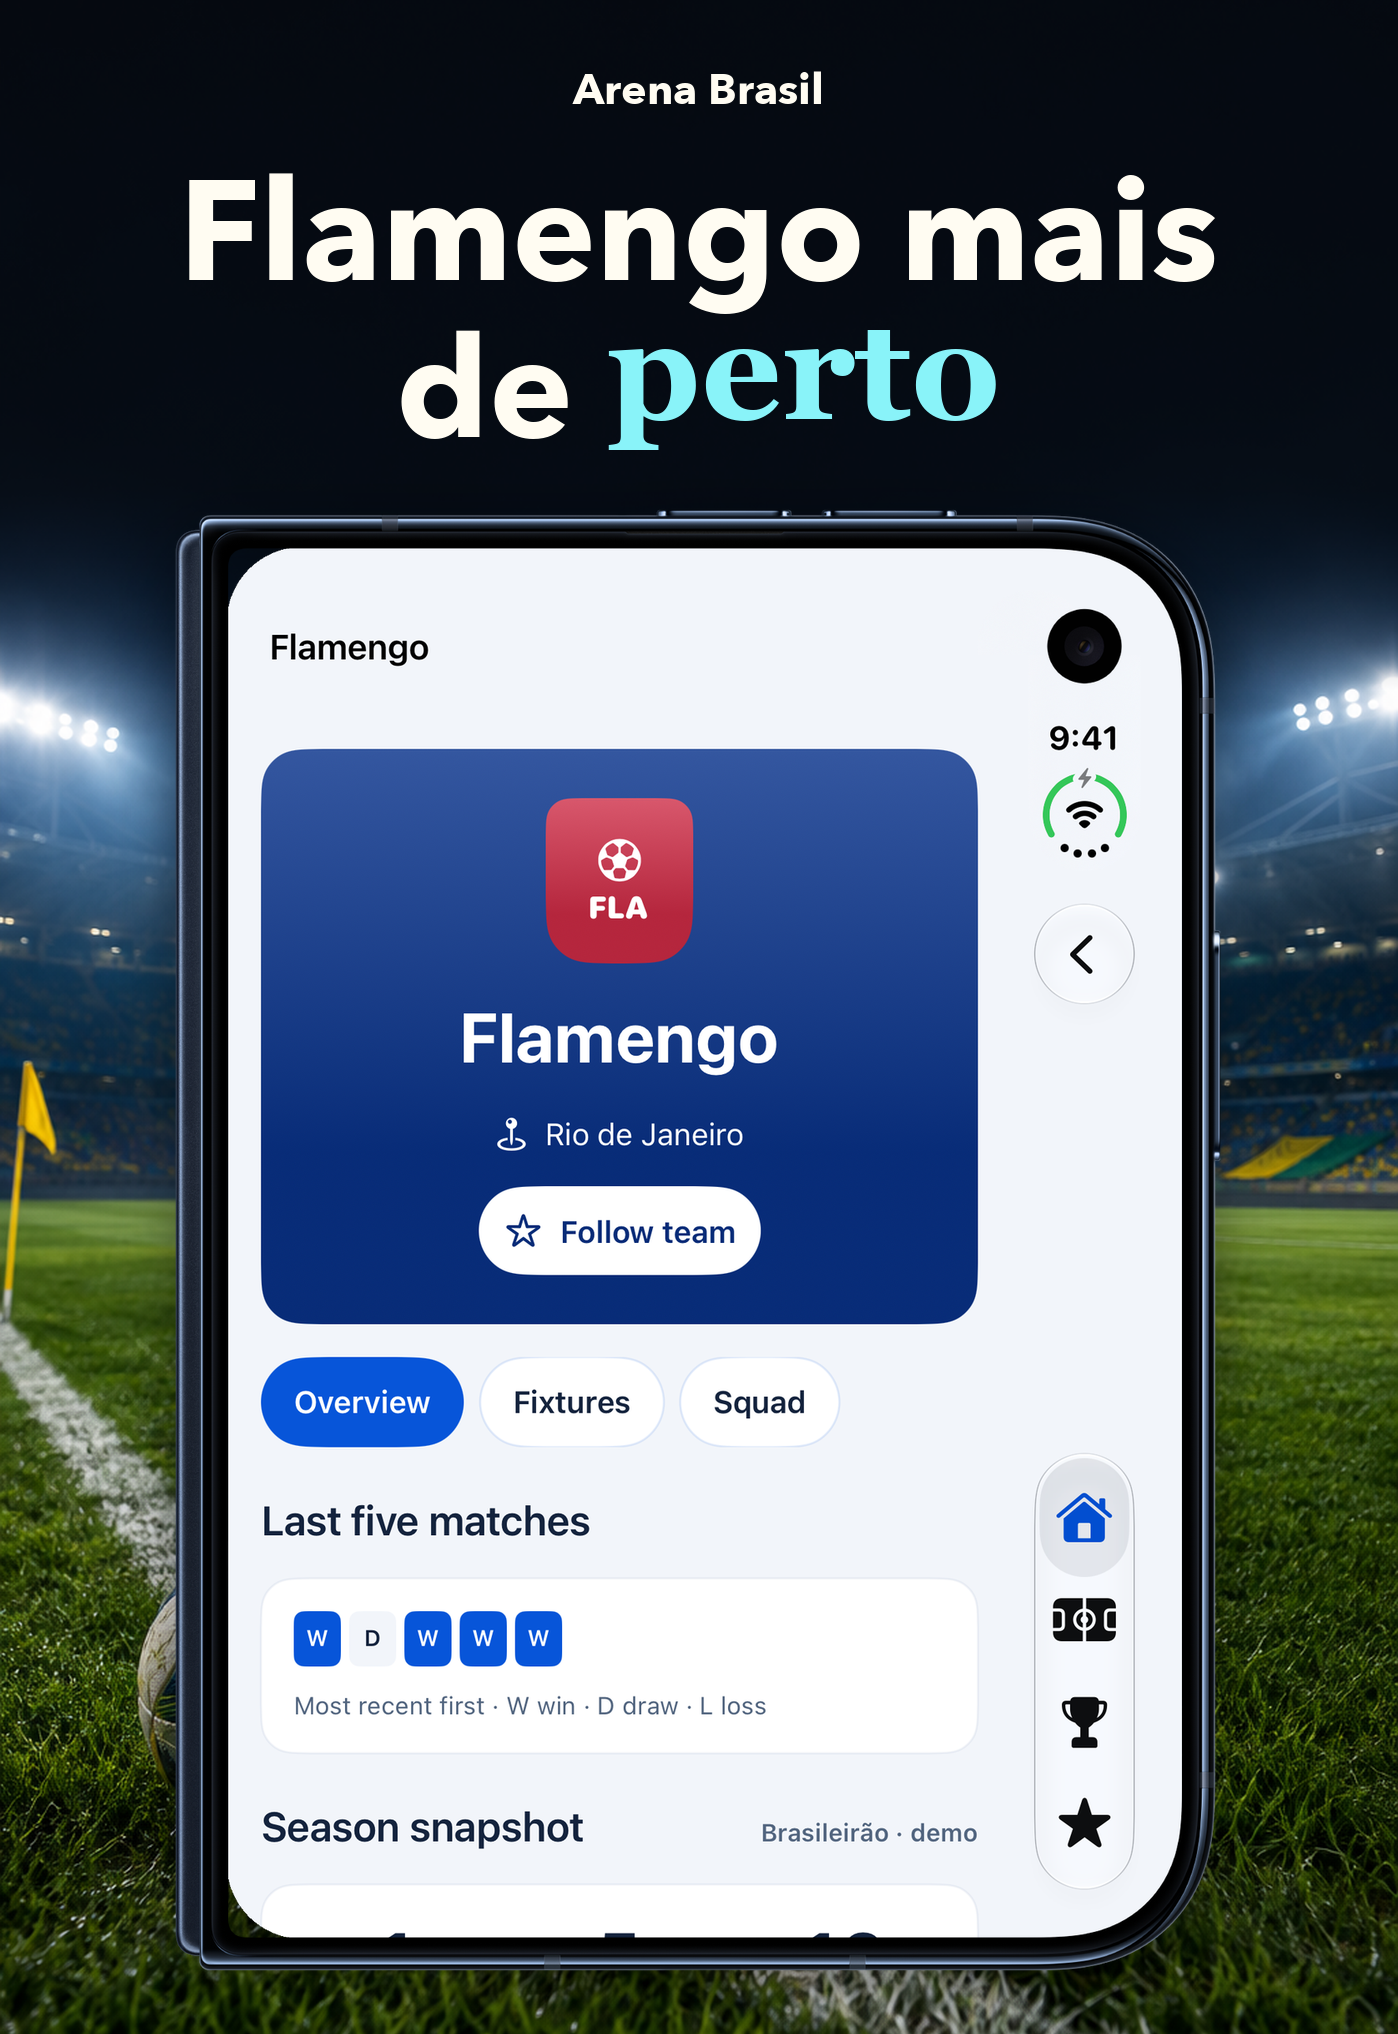 Arena Brasil
Flamengo mais
de perto
Flamengo
9:41
FLA
Flamengo
Rio de Janeiro
Follow team
Overview
Fixtures
Squad
Last five matches
W D W W W
Most recent first · W win · D draw · L loss
Season snapshot
Brasileirão · demo